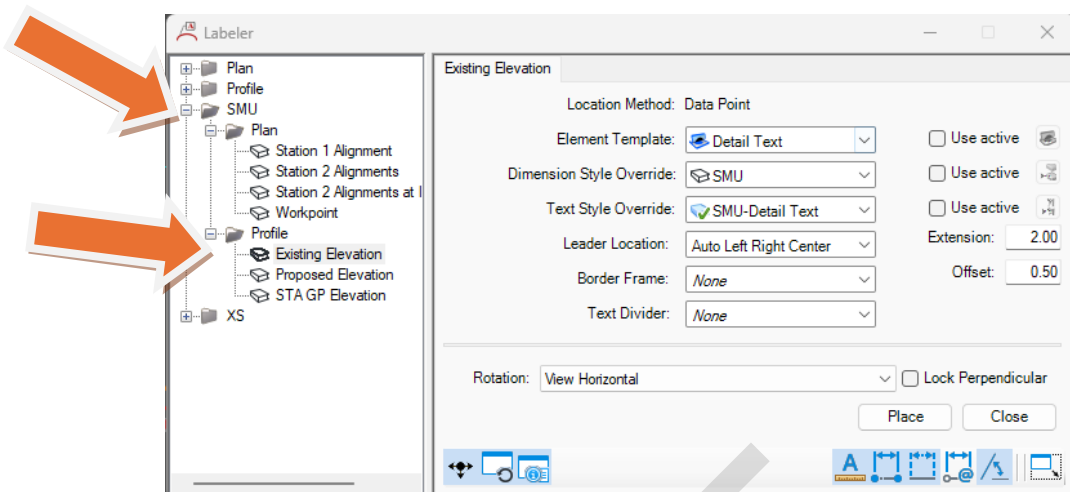 Labeler
Plan
Profile
SMU
Plan
Station 1 Alignment
Station 2 Alignments
Station 2 Alignments at I
Workpoint
Profile
Existing Elevation
Proposed Elevation
STA GP Elevation
XS
Existing Elevation
Location Method: Data Point
Element Template: Detail Text Use active
Dimension Style Override: SMU Use active
Text Style Override: SMU-Detail Text Use active
Leader Location: Auto Left Right Center Extension: 2.00
Border Frame: None Offset: 0.50
Text Divider: None
Rotation: View Horizontal Lock Perpendicular
Place Close
A